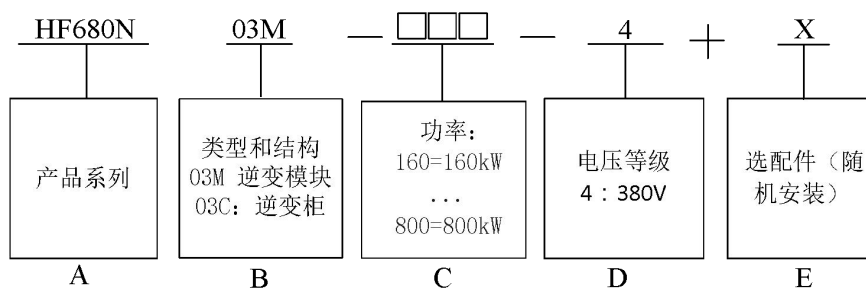 HF680N 03M — □□□ — 4 + X
产品系列
类型和结构
03M 逆变模块
03C：逆变柜
功率：
160=160kW
...
800=800kW
电压等级
4：380V
选配件（随
机安装）
A B C D E